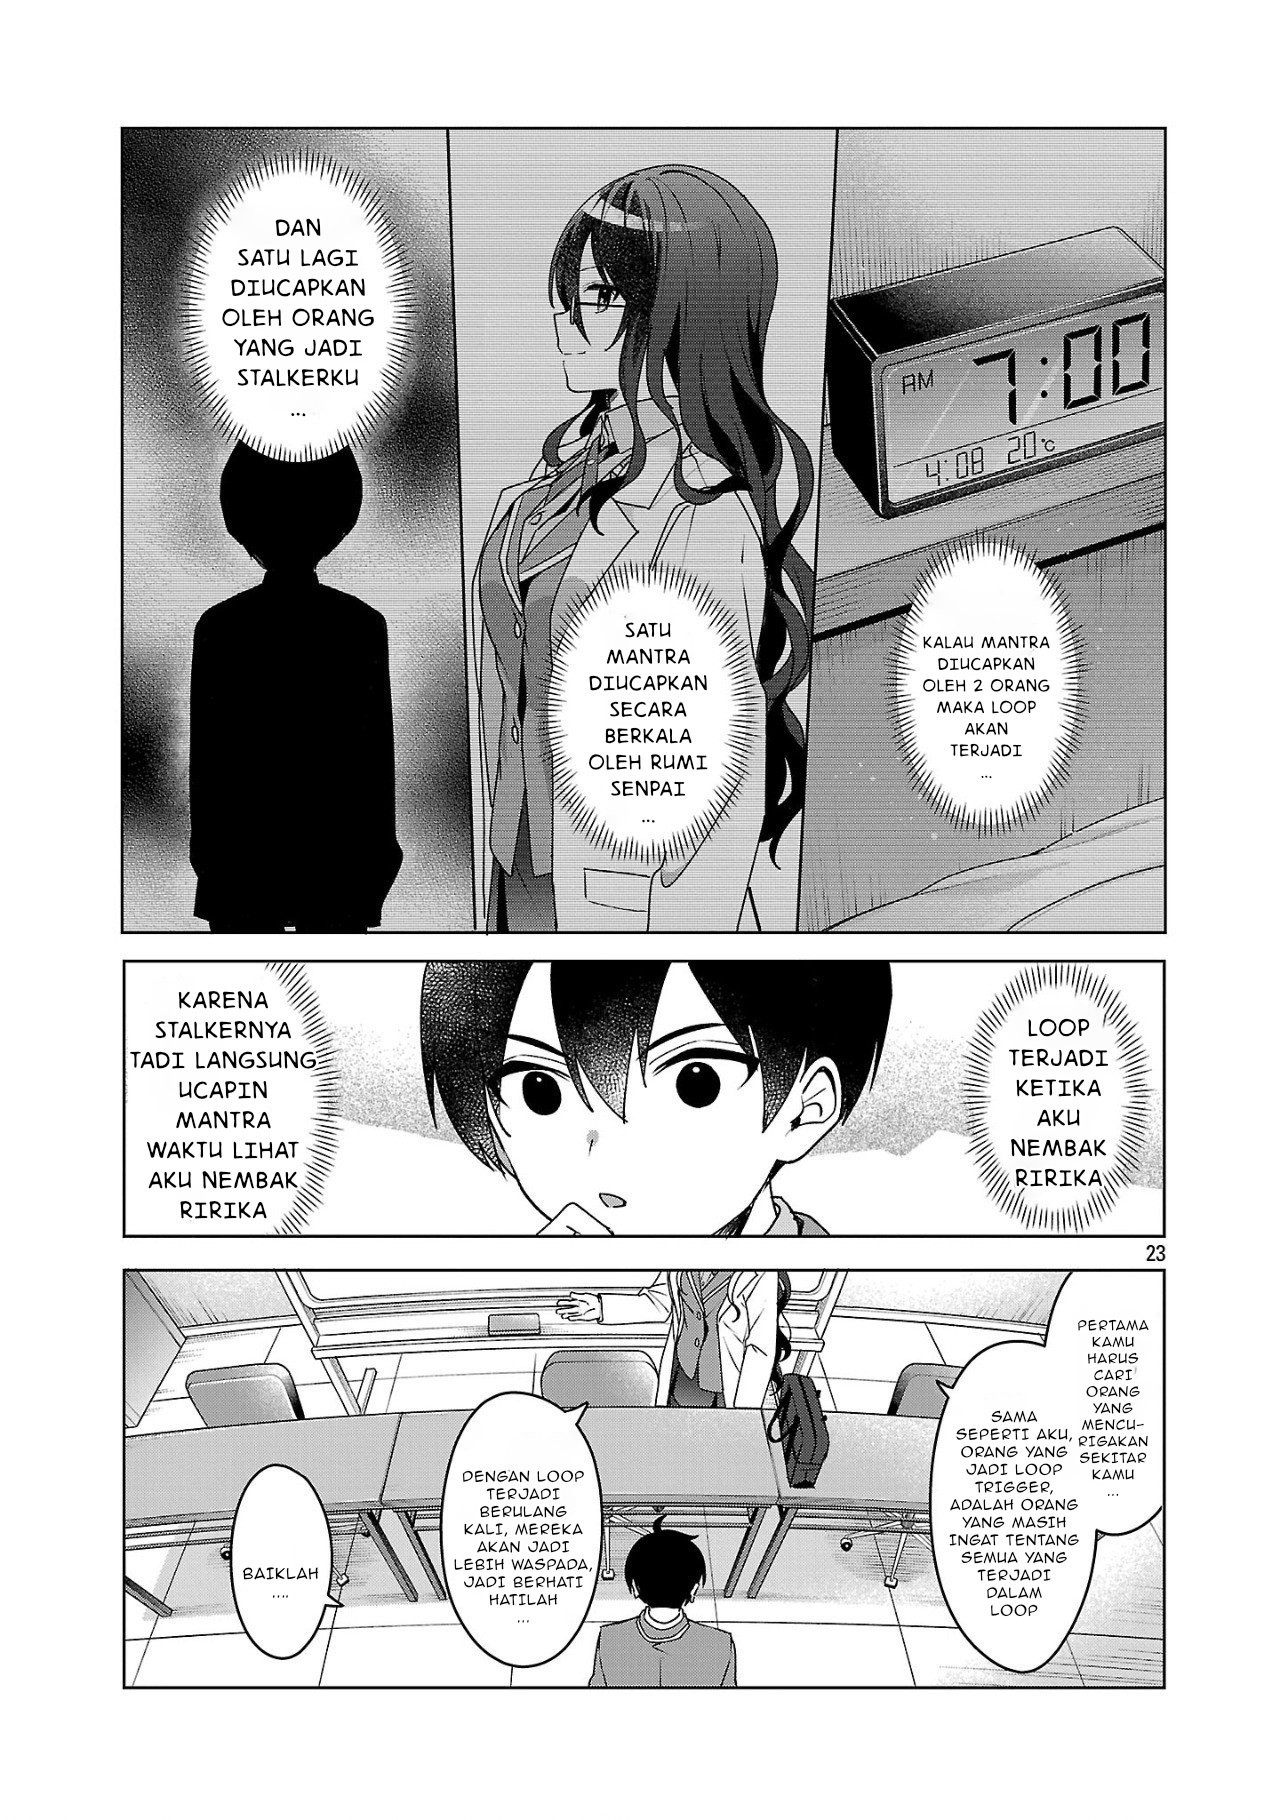 AM
7:00
4:08 20°C
KALAU MANTRA
DIUCAPKAN
OLEH 2 ORANG
MAKA LOOP
AKAN
TERJADI
...
SATU
MANTRA
DIUCAPKAN
SECARA
BERKALA
OLEH RUMI
SENPAI
...
DAN
SATU LAGI
DIUCAPKAN
OLEH ORANG
YANG JADI
STALKERKU
...
LOOP
TERJADI
KETIKA
AKU
NEMBAK
RIRIKA
KARENA
STALKERNYA
TADI LANGSUNG
UCAPIN
MANTRA
WAKTU LIHAT
AKU NEMBAK
RIRIKA
23
PERTAMA
KAMU
HARUS
CARI
ORANG
YANG
MENCU-
RIGAKAN
SEKITAR
KAMU
...
SAMA
SEPERTI AKU,
ORANG YANG
JADI LOOP
TRIGGER,
ADALAH ORANG
YANG MASIH
INGAT TENTANG
SEMUA YANG
TERJADI
DALAM
LOOP
DENGAN LOOP
TERJADI
BERULANG
KALI, MEREKA
AKAN JADI
LEBIH WASPADA,
JADI BERHATI
HATILAH
...
BAIKLAH
....